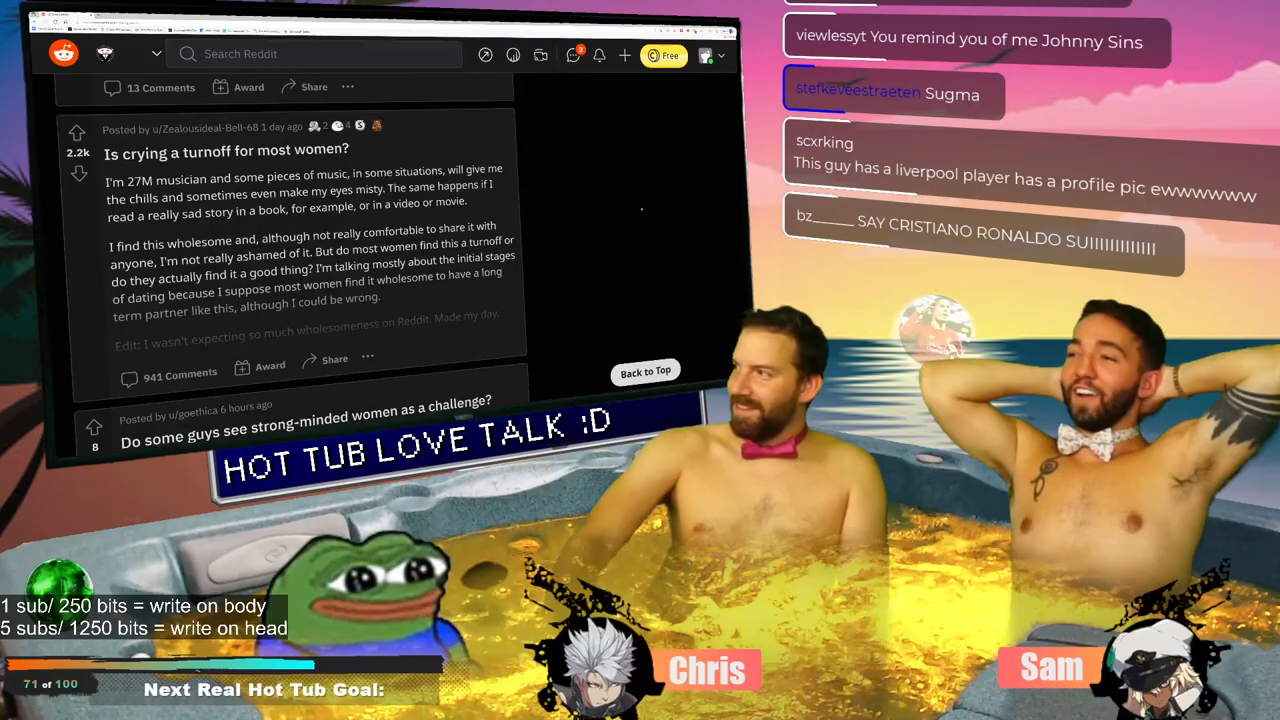 Search Reddit
2
Free
13 Comments
Award
Share
Posted by u/Zealousideal-Bell-68 1 day ago
2
4
2.2k
Is crying a turnoff for most women?
I'm 27M musician and some pieces of music, in some situations, will give me
the chills and sometimes even make my eyes misty. The same happens if I
read a really sad story in a book, for example, or in a video or movie.
I find this wholesome and, although not really comfortable to share it with
anyone, I'm not really ashamed of it. But do most women find this a turnoff or
do they actually find it a good thing? I'm talking mostly about the initial stages
of dating because I suppose most women find it wholesome to have a long
term partner like this, although I could be wrong.
Edit: I wasn't expecting so much wholesomeness on Reddit. Made my day.
941 Comments
Award
Share
Back to Top
Posted by u/goethica 6 hours ago
8
Do some guys see strong-minded women as a challenge?
HOT TUB LOVE TALK :D
viewlessyt You remind you of me Johnny Sins
stefkeveestraeten Sugma
scxrking
This guy has a liverpool player has a profile pic ewwwwww
bz_____ SAY CRISTIANO RONALDO SUIIIIIIIIIIIII
1 sub/ 250 bits = write on body
5 subs/ 1250 bits = write on head
71 of 100
Next Real Hot Tub Goal:
Chris
Sam